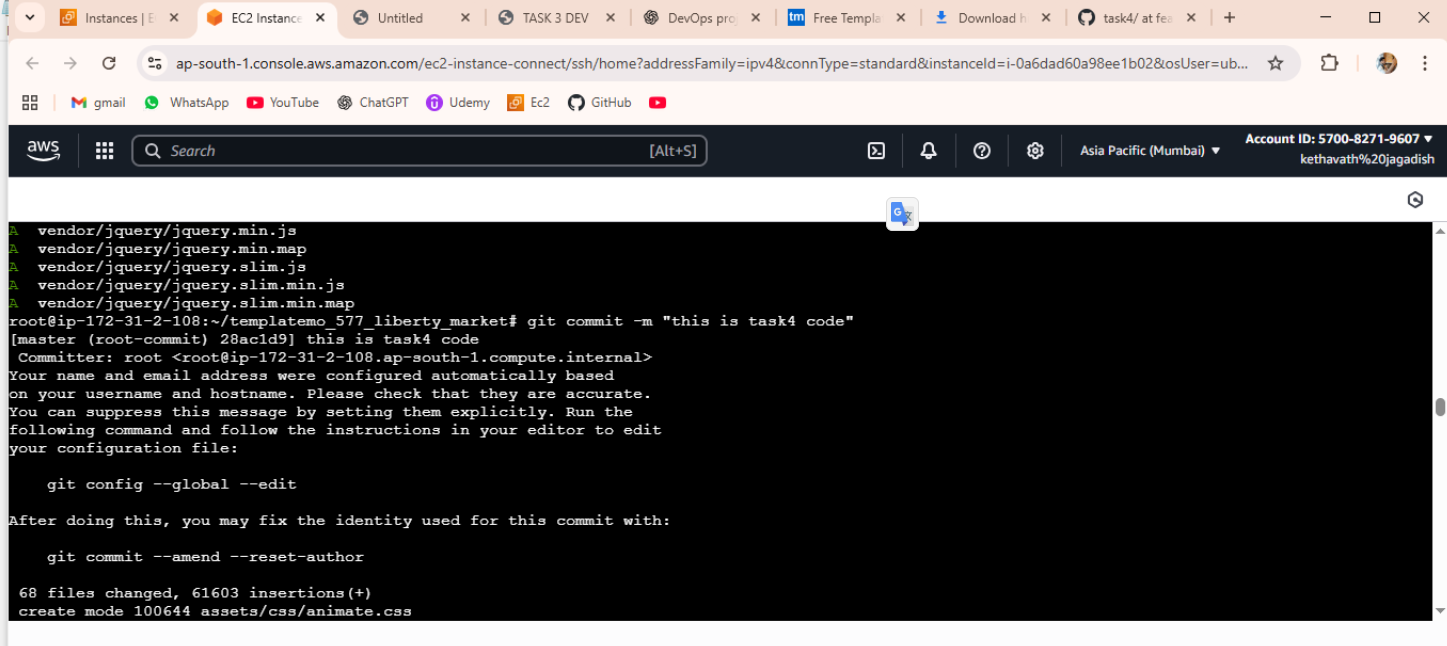 Instances | E
EC2 Instance
Untitled
TASK 3 DEV
DevOps pro
tm
Free Templa
Download h
task4/ at fea
ap-south-1.console.aws.amazon.com/ec2-instance-connect/ssh/home?addressFamily=ipv4&connType=standard&instanceId=i-0a6dad60a98ee1b02&osUser=ub...
gmail
WhatsApp
YouTube
ChatGPT
Udemy
Ec2
GitHub
aws
Search
[Alt+S]
Asia Pacific (Mumbai)
Account ID: 5700-8271-9607
kethavath%20jagadish
A  vendor/jquery/jquery.min.js
A  vendor/jquery/jquery.min.map
A  vendor/jquery/jquery.slim.js
A  vendor/jquery/jquery.slim.min.js
A  vendor/jquery/jquery.slim.min.map
root@ip-172-31-2-108:~/templatemo_577_liberty_market# git commit -m "this is task4 code"
[master (root-commit) 28ac1d9] this is task4 code
 Committer: root <root@ip-172-31-2-108.ap-south-1.compute.internal>
Your name and email address were configured automatically based
on your username and hostname. Please check that they are accurate.
You can suppress this message by setting them explicitly. Run the
following command and follow the instructions in your editor to edit
your configuration file:
    git config --global --edit
After doing this, you may fix the identity used for this commit with:
    git commit --amend --reset-author
 68 files changed, 61603 insertions(+)
 create mode 100644 assets/css/animate.css